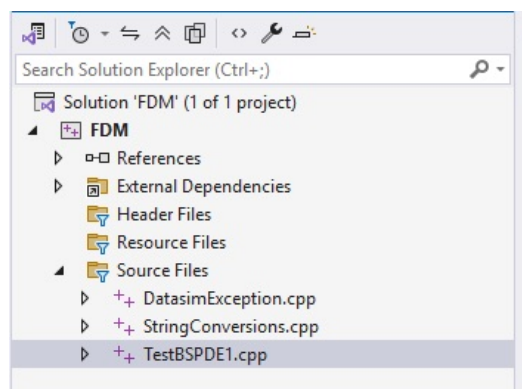 Search Solution Explorer (Ctrl+;)
Solution 'FDM' (1 of 1 project)
FDM
References
External Dependencies
Header Files
Resource Files
Source Files
DatasimException.cpp
StringConversions.cpp
TestBSPDE1.cpp